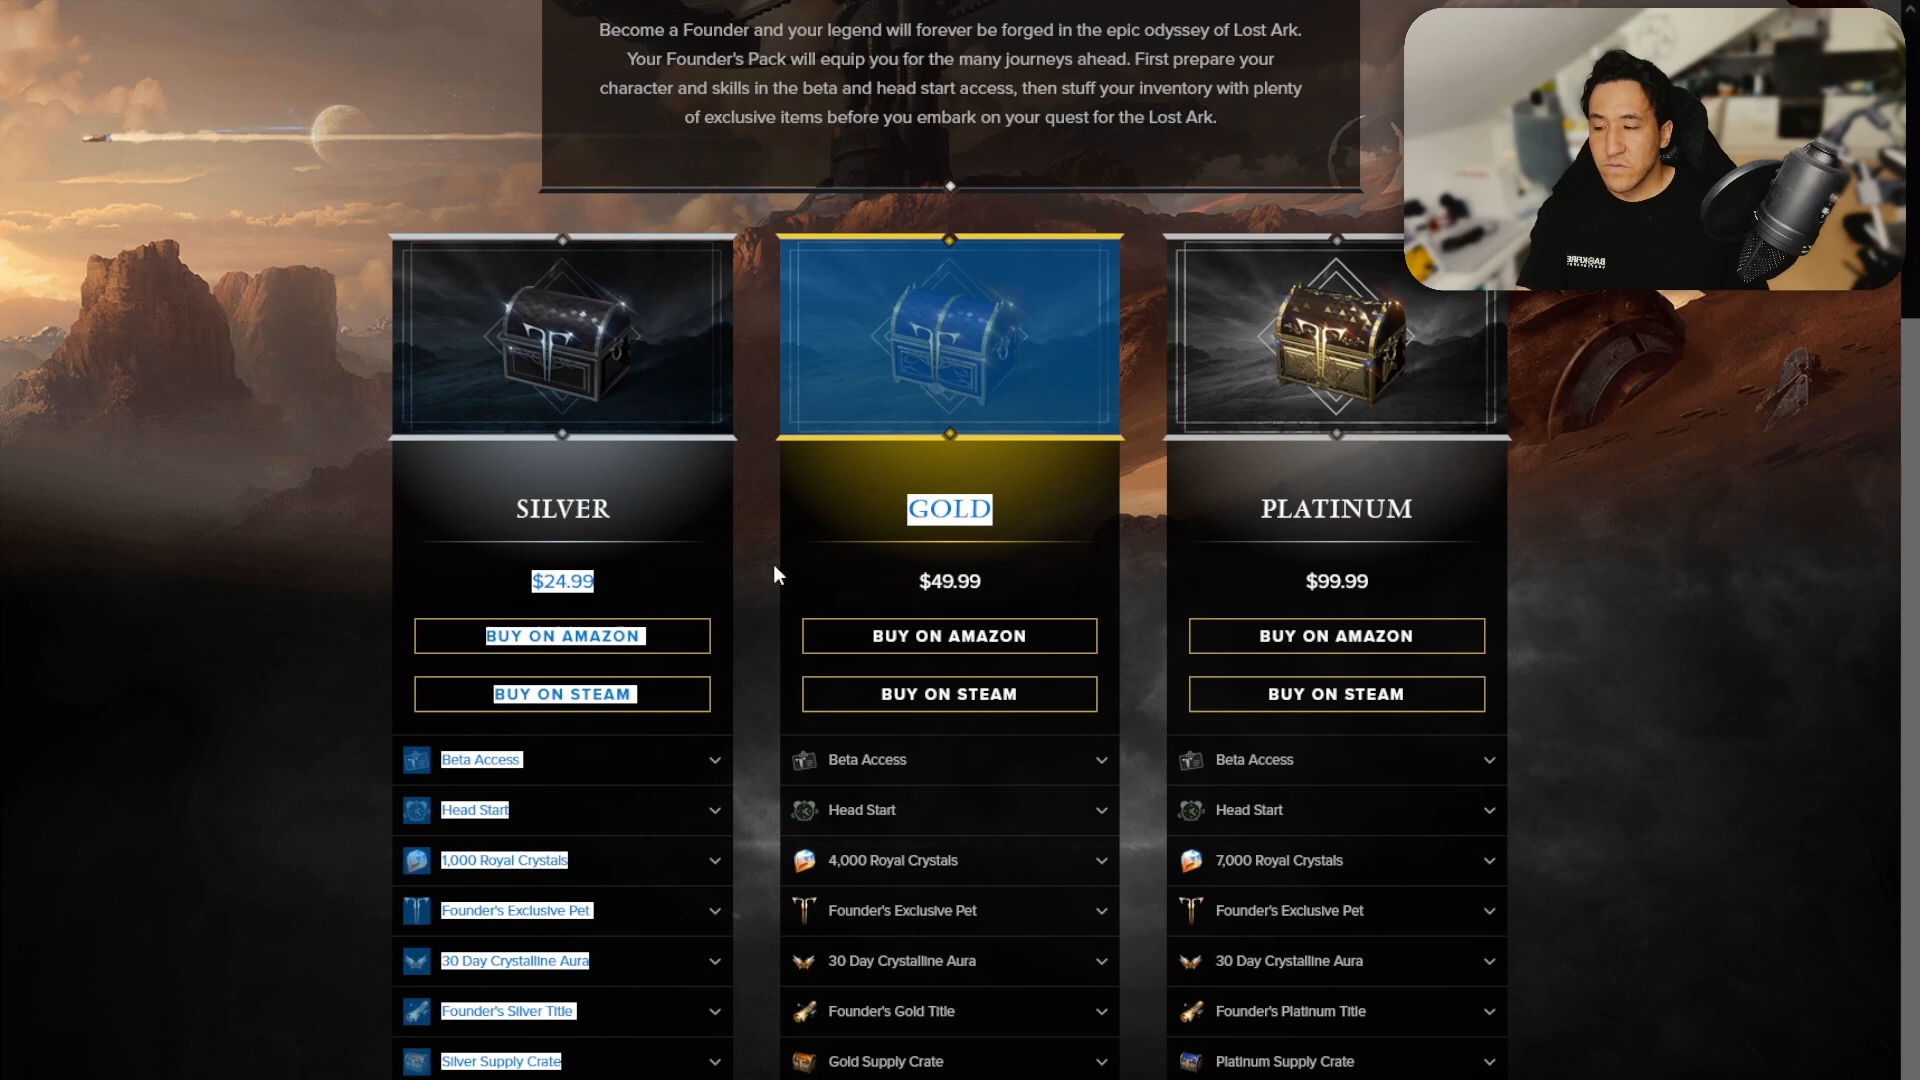 Become a Founder and your legend will forever be forged in the epic odyssey of Lost Ark.
Your Founder's Pack will equip you for the many journeys ahead. First prepare your
character and skills in the beta and head start access, then stuff your inventory with plenty
of exclusive items before you embark on your quest for the Lost Ark.
SILVER
$24.99
BUY ON AMAZON
BUY ON STEAM
Beta Access
Head Start
1,000 Royal Crystals
Founder's Exclusive Pet
30 Day Crystalline Aura
Founder's Silver Title
Silver Supply Crate
GOLD
$49.99
BUY ON AMAZON
BUY ON STEAM
Beta Access
Head Start
4,000 Royal Crystals
Founder's Exclusive Pet
30 Day Crystalline Aura
Founder's Gold Title
Gold Supply Crate
PLATINUM
$99.99
BUY ON AMAZON
BUY ON STEAM
Beta Access
Head Start
7,000 Royal Crystals
Founder's Exclusive Pet
30 Day Crystalline Aura
Founder's Platinum Title
Platinum Supply Crate